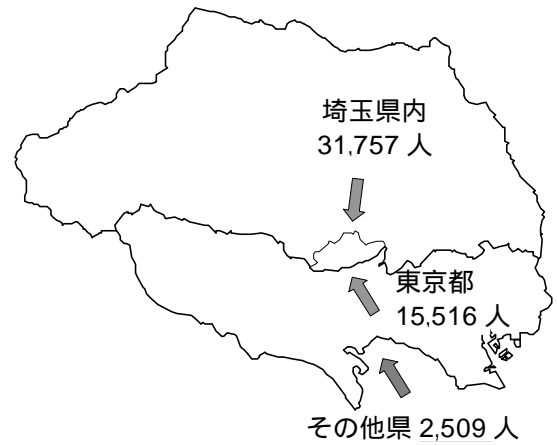 埼玉県内
31,757 人
東京都
15,516 人
その他県 2,509 人